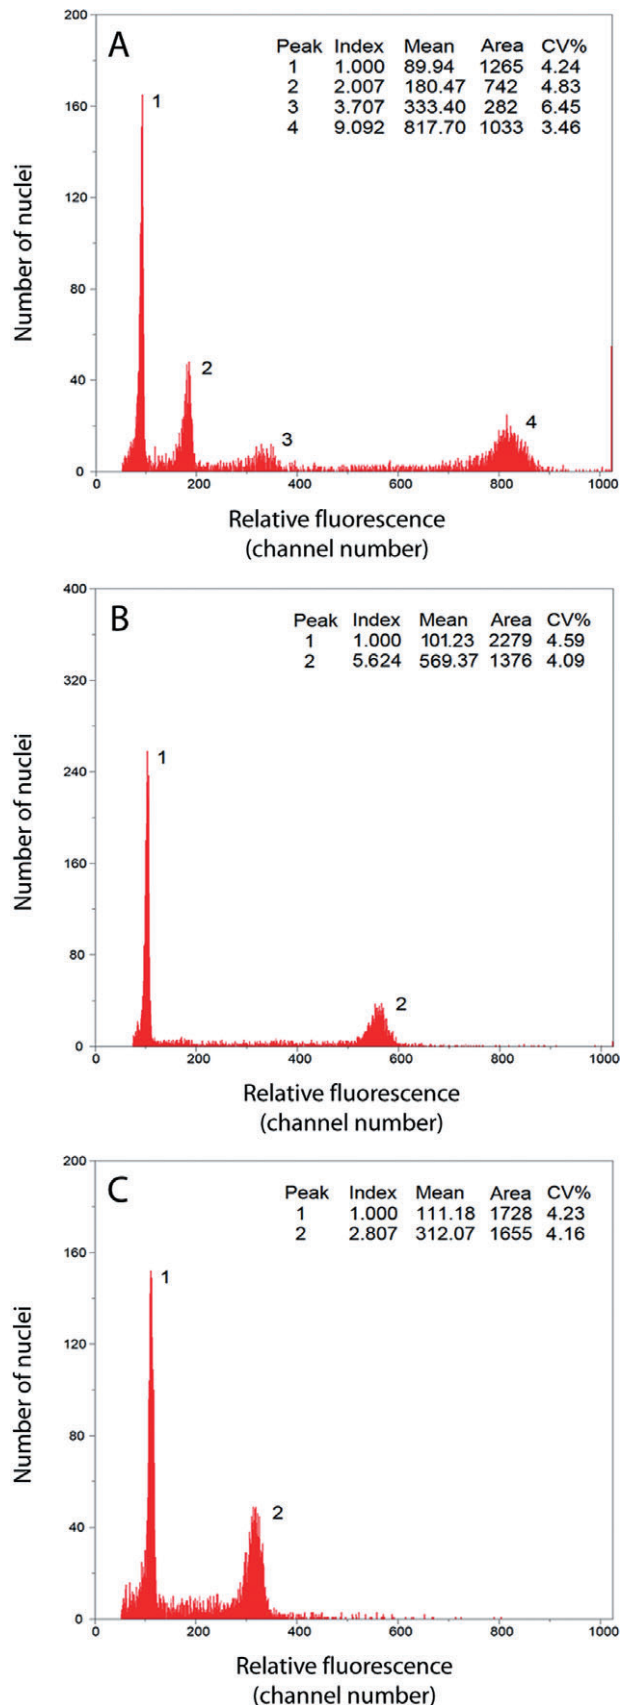 A
Peak Index Mean Area CV%
1 1.000 89.94 1265 4.24
2 2.007 180.47 742 4.83
3 3.707 333.40 282 6.45
4 9.092 817.70 1033 3.46
200
160
120
80
40
0
1
2
3
4
0 200 400 600 800 1000
Number of nuclei
Relative fluorescence
(channel number)
B
Peak Index Mean Area CV%
1 1.000 101.23 2279 4.59
2 5.624 569.37 1376 4.09
400
320
240
160
80
0
1
2
0 200 400 600 800 1000
Number of nuclei
Relative fluorescence
(channel number)
C
Peak Index Mean Area CV%
1 1.000 111.18 1728 4.23
2 2.807 312.07 1655 4.16
200
160
120
80
40
0
1
2
0 200 400 600 800 1000
Number of nuclei
Relative fluorescence
(channel number)